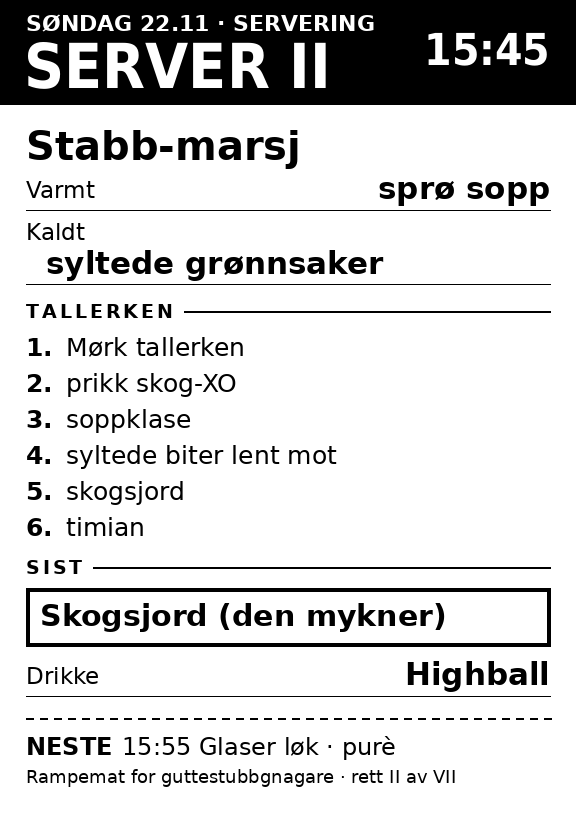 SØNDAG 22.11 · SERVERING
SERVER II
15:45
Stabb-marsj
Varmt sprø sopp
Kaldt
syltede grønnsaker
TALLERKEN
1. Mørk tallerken
2. prikk skog-XO
3. soppklase
4. syltede biter lent mot
5. skogsjord
6. timian
SIST
Skogsjord (den mykner)
Drikke Highball
NESTE 15:55 Glaser løk · purè
Rampemat for guttestubbgnagare · rett II av VII